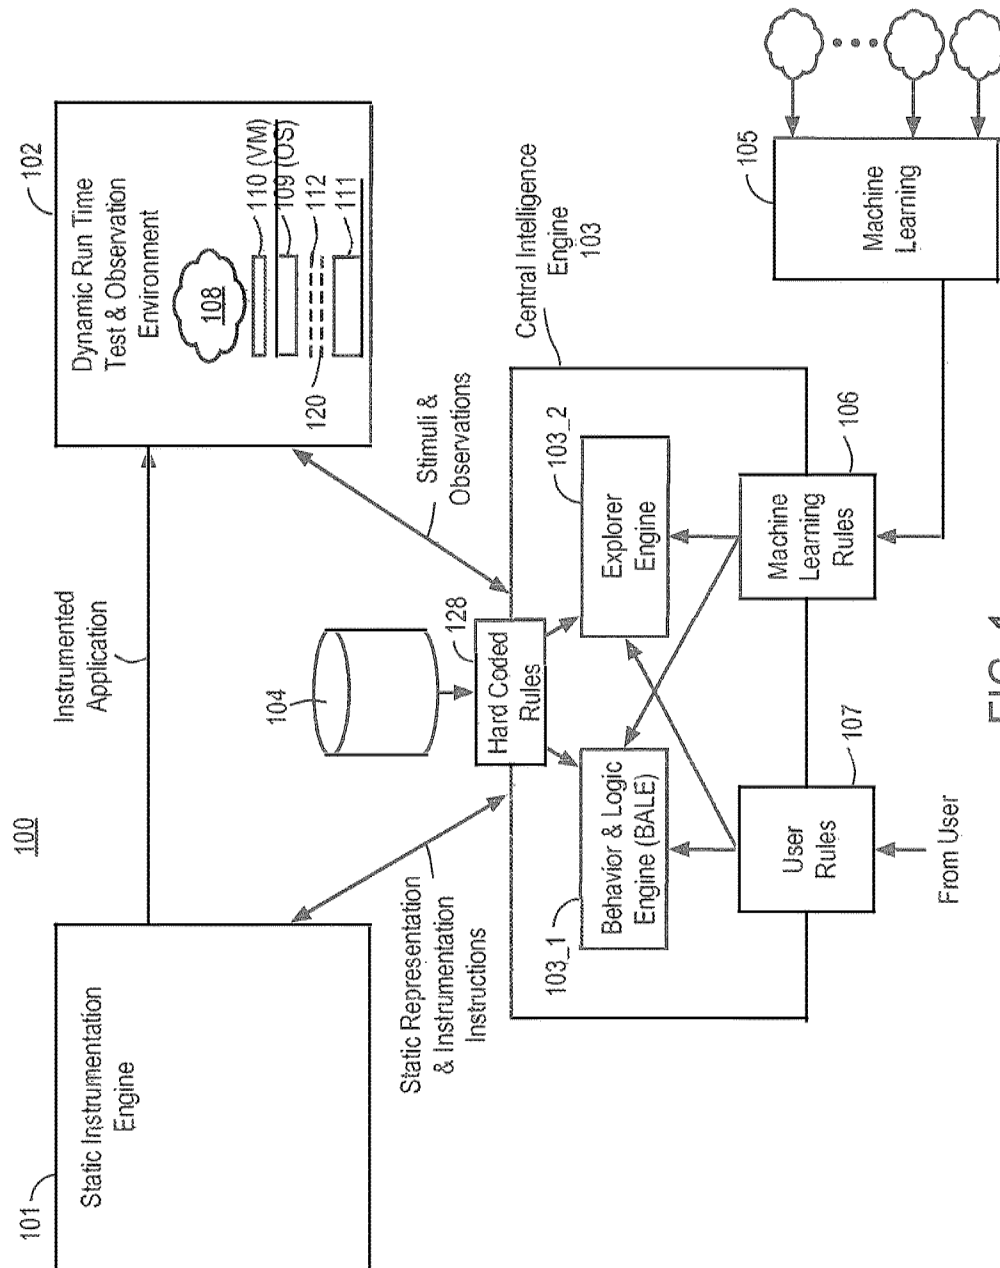 100
101
Static Instrumentation
Engine
Instrumented
Application
102
Dynamic Run Time
Test & Observation
Environment
108
110 (VM)
109 (OS)
112
111
120
Static Representation
& Instrumentation
Instructions
104
Stimuli &
Observations
128
Hard Coded
Rules
Central Intelligence
Engine
103
103_1
Behavior & Logic
Engine (BALE)
103_2
Explorer
Engine
User
Rules
107
From User
Machine
Learning
Rules
106
105
Machine
Learning